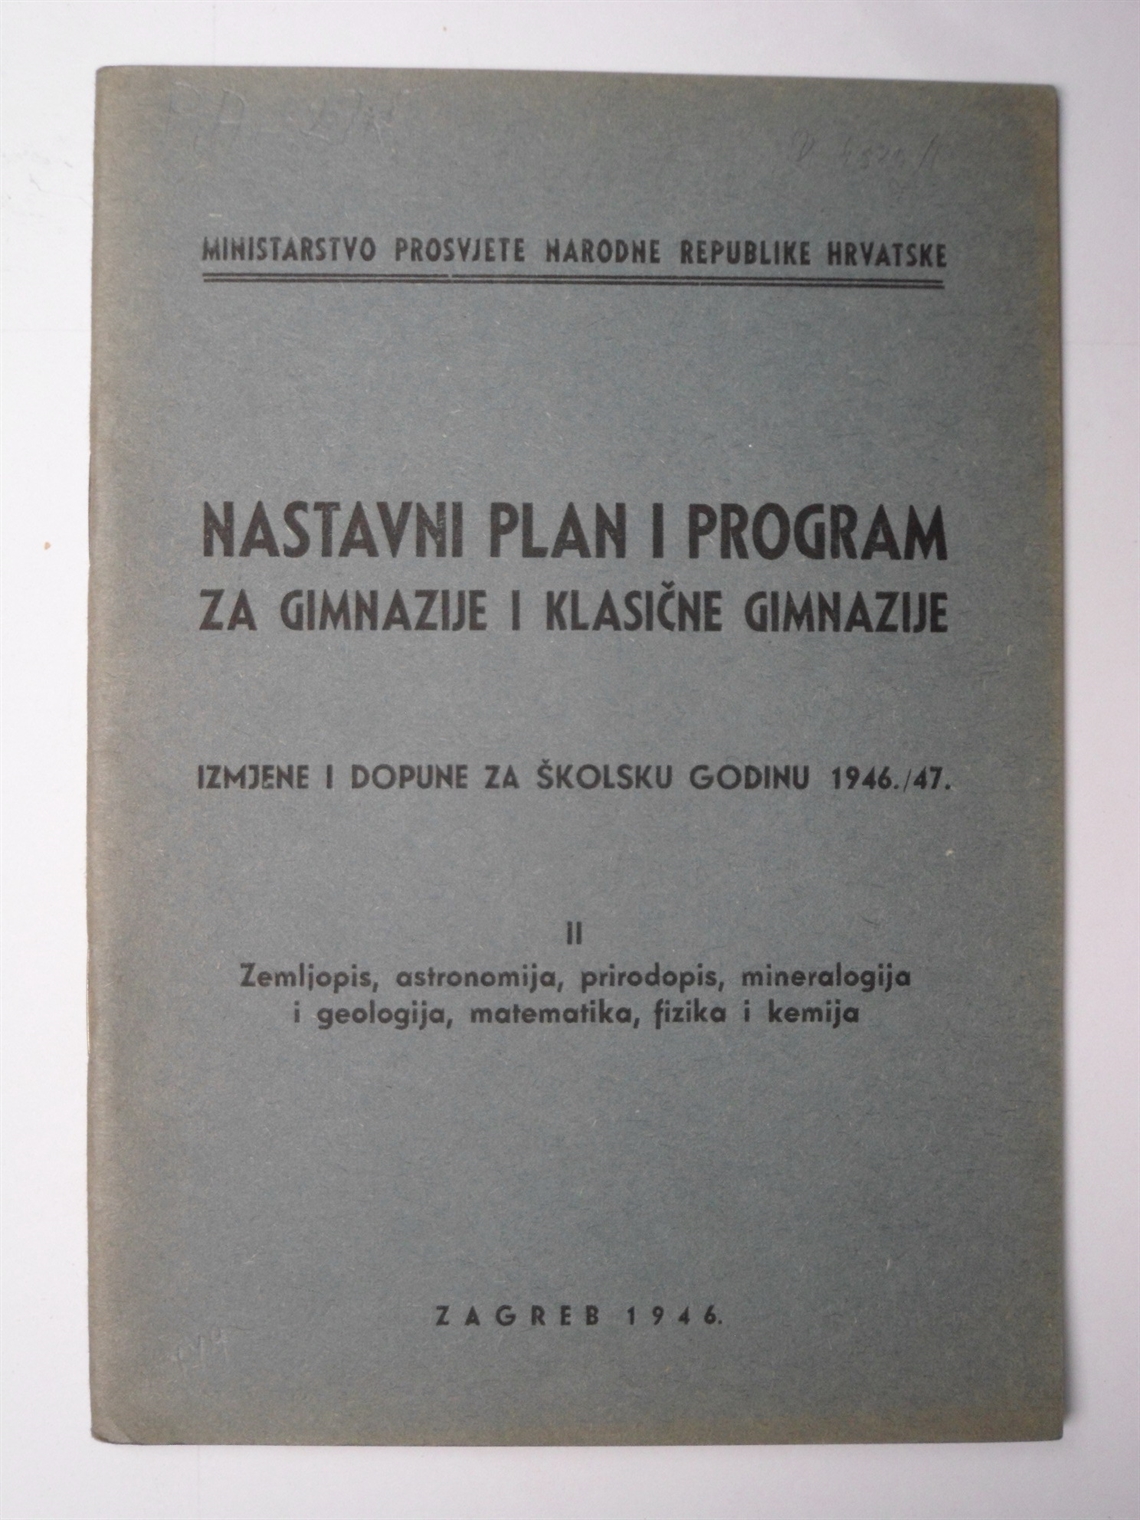 MINISTARSTVO PROSVJETE NARODNE REPUBLIKE HRVATSKE
NASTAVNI PLAN I PROGRAM
ZA GIMNAZIJE I KLASIČNE GIMNAZIJE
IZMJENE I DOPUNE ZA ŠKOLSKU GODINU 1946./47.
II
Zemljopis, astronomija, prirodopis, mineralogija
i geologija, matematika, fizika i kemija
ZAGREB 1946.